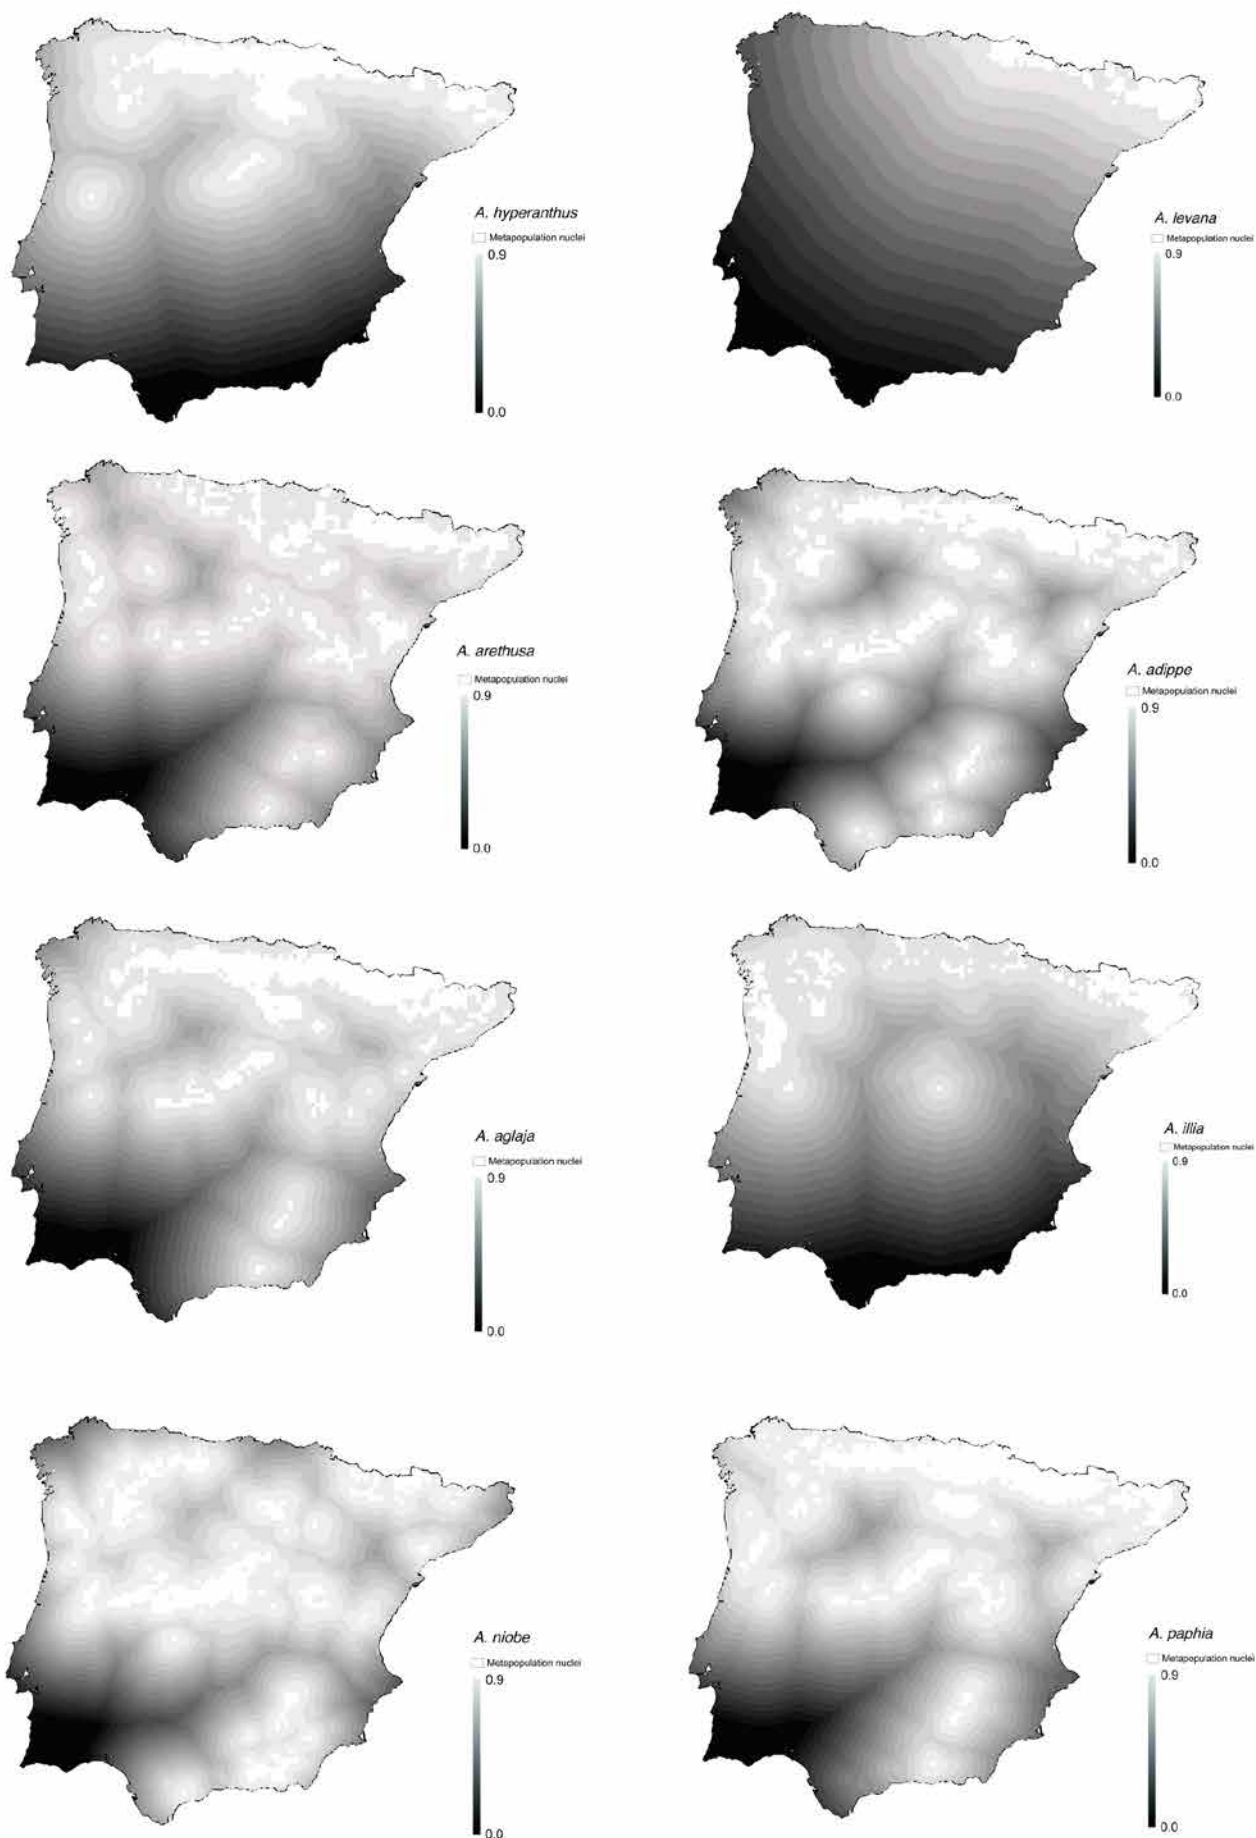 A. hyperanthus
Metapopulation nuclei
0.9
0.0
A. levana
Metapopulation nuclei
0.9
0.0
A. arethusa
Metapopulation nuclei
0.9
0.0
A. adippe
Metapopulation nuclei
0.9
0.0
A. aglaja
Metapopulation nuclei
0.9
0.0
A. illia
Metapopulation nuclei
0.9
0.0
A. niobe
Metapopulation nuclei
0.9
0.0
A. paphia
Metapopulation nuclei
0.9
0.0